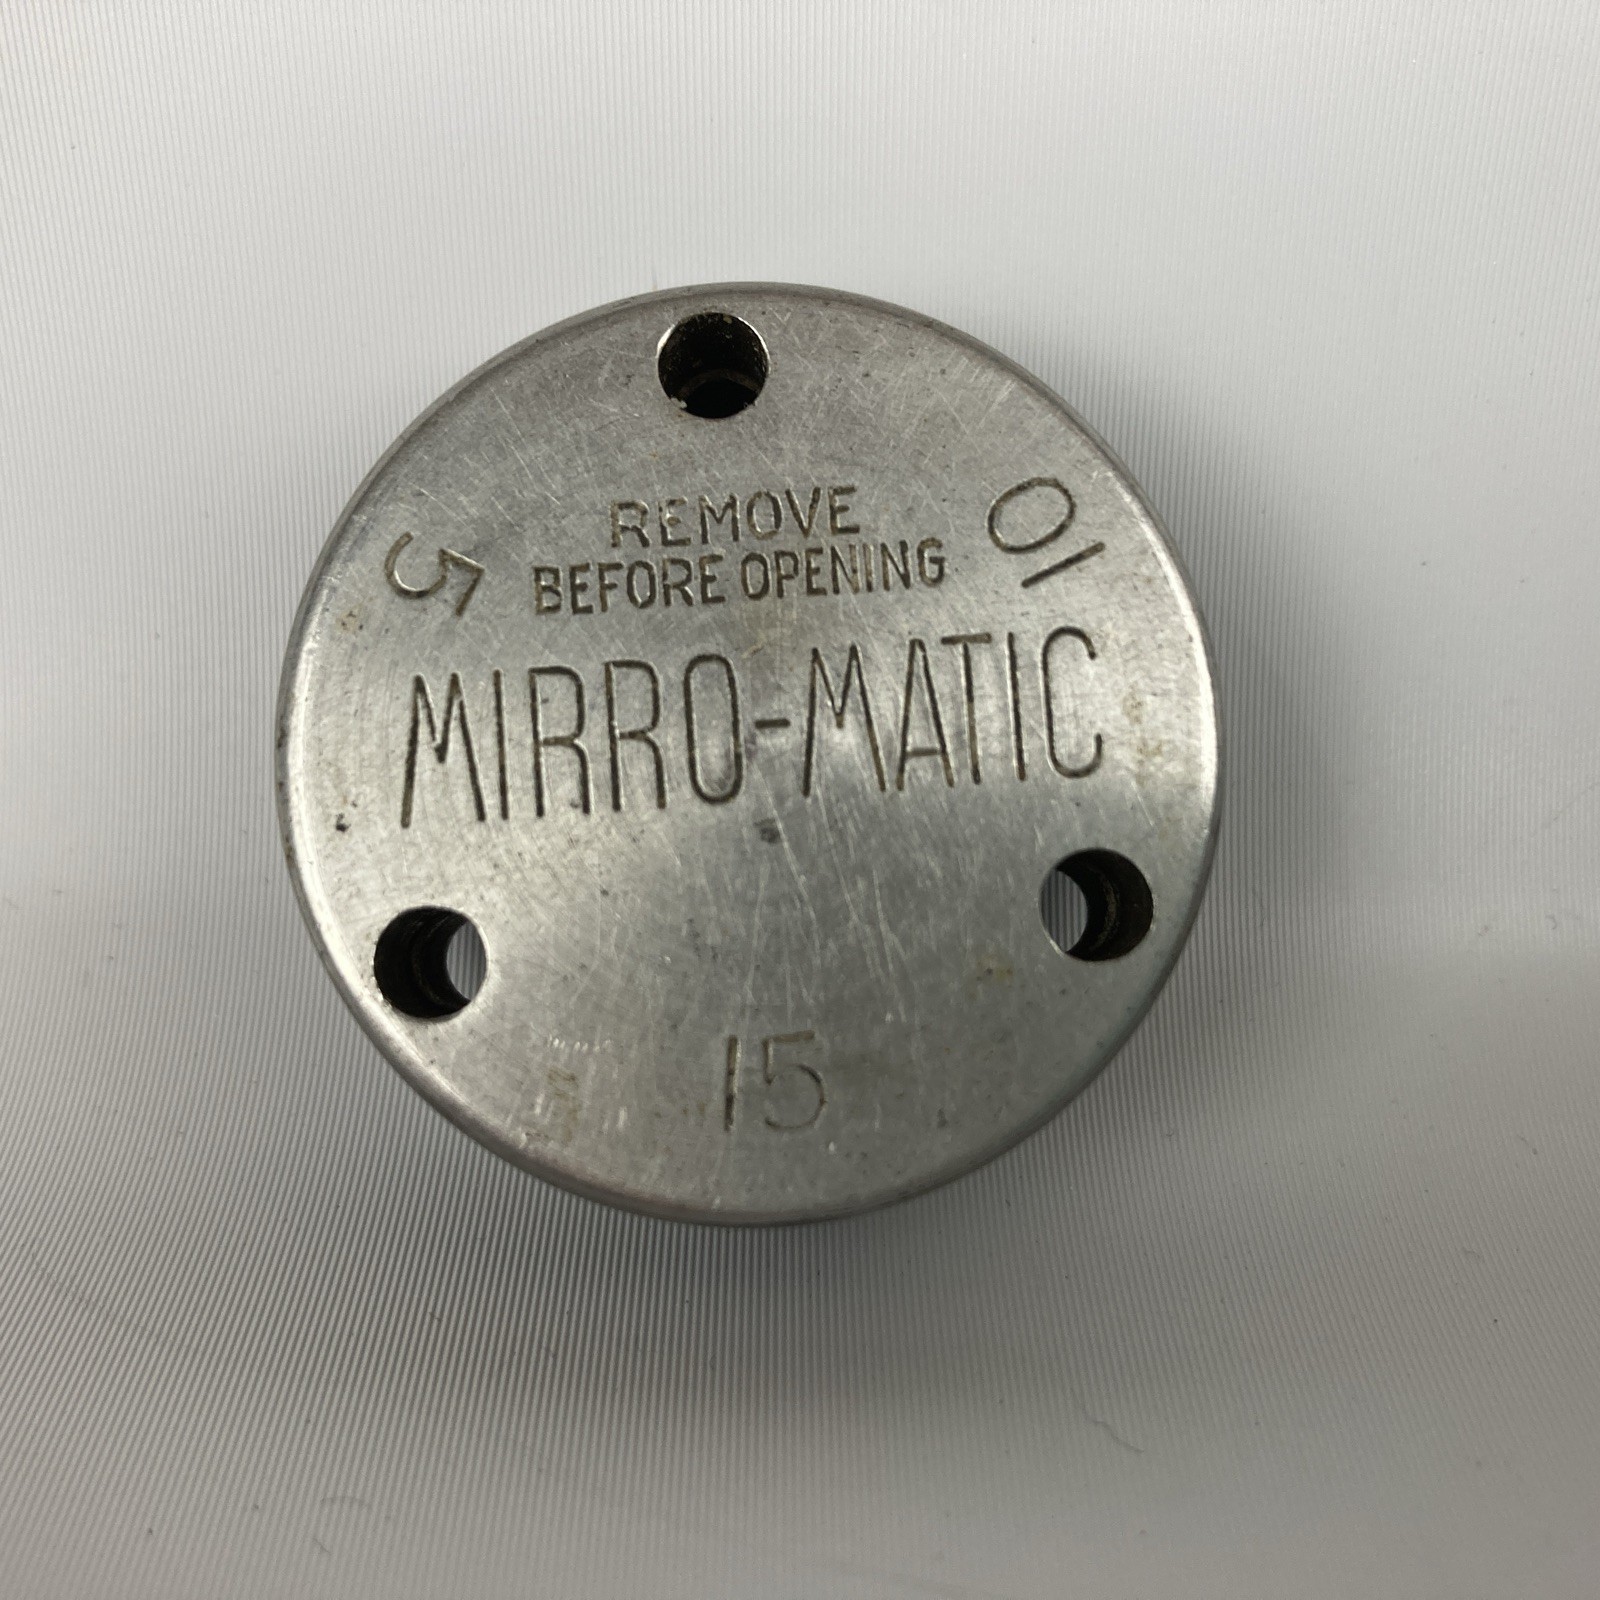 REMOVE
BEFORE OPENING
5
10
MIRRO-MATIC
15